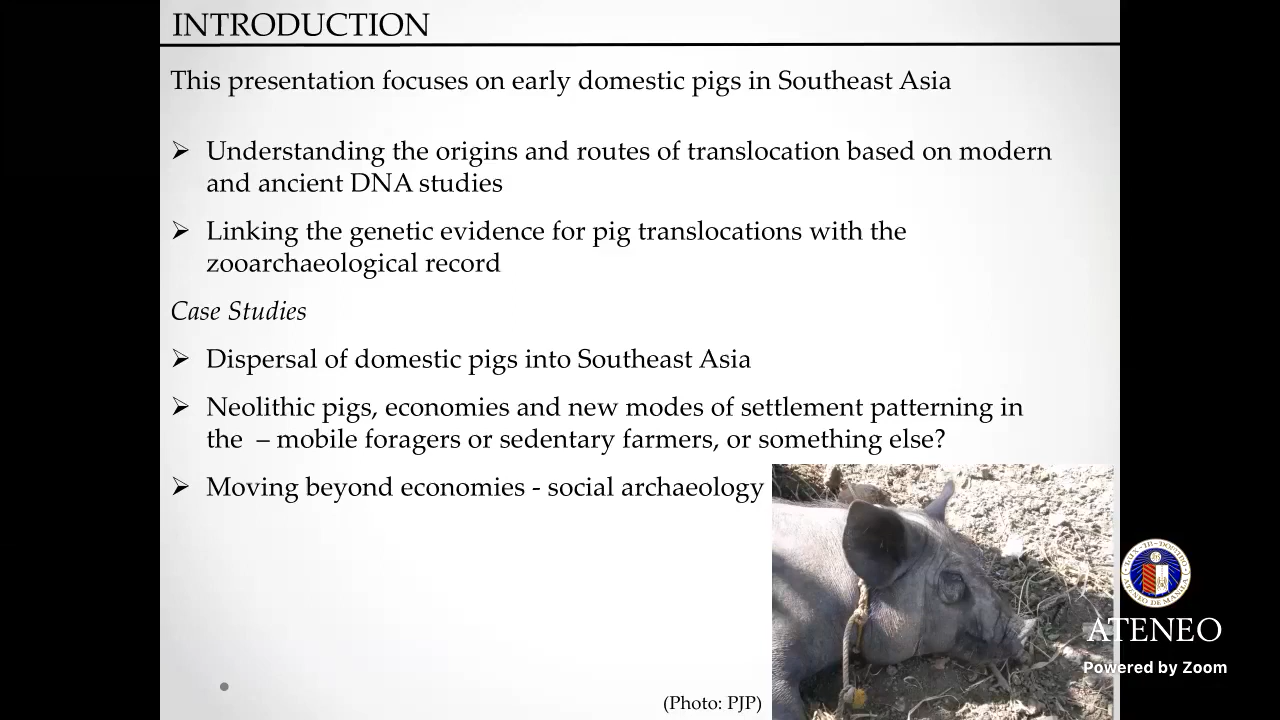 INTRODUCTION
This presentation focuses on early domestic pigs in Southeast Asia
➢ Understanding the origins and routes of translocation based on modern
and ancient DNA studies
➢ Linking the genetic evidence for pig translocations with the
zooarchaeological record
Case Studies
➢ Dispersal of domestic pigs into Southeast Asia
➢ Neolithic pigs, economies and new modes of settlement patterning in
the – mobile foragers or sedentary farmers, or something else?
➢ Moving beyond economies - social archaeology
(Photo: PJP)
ATENEO
Powered by Zoom